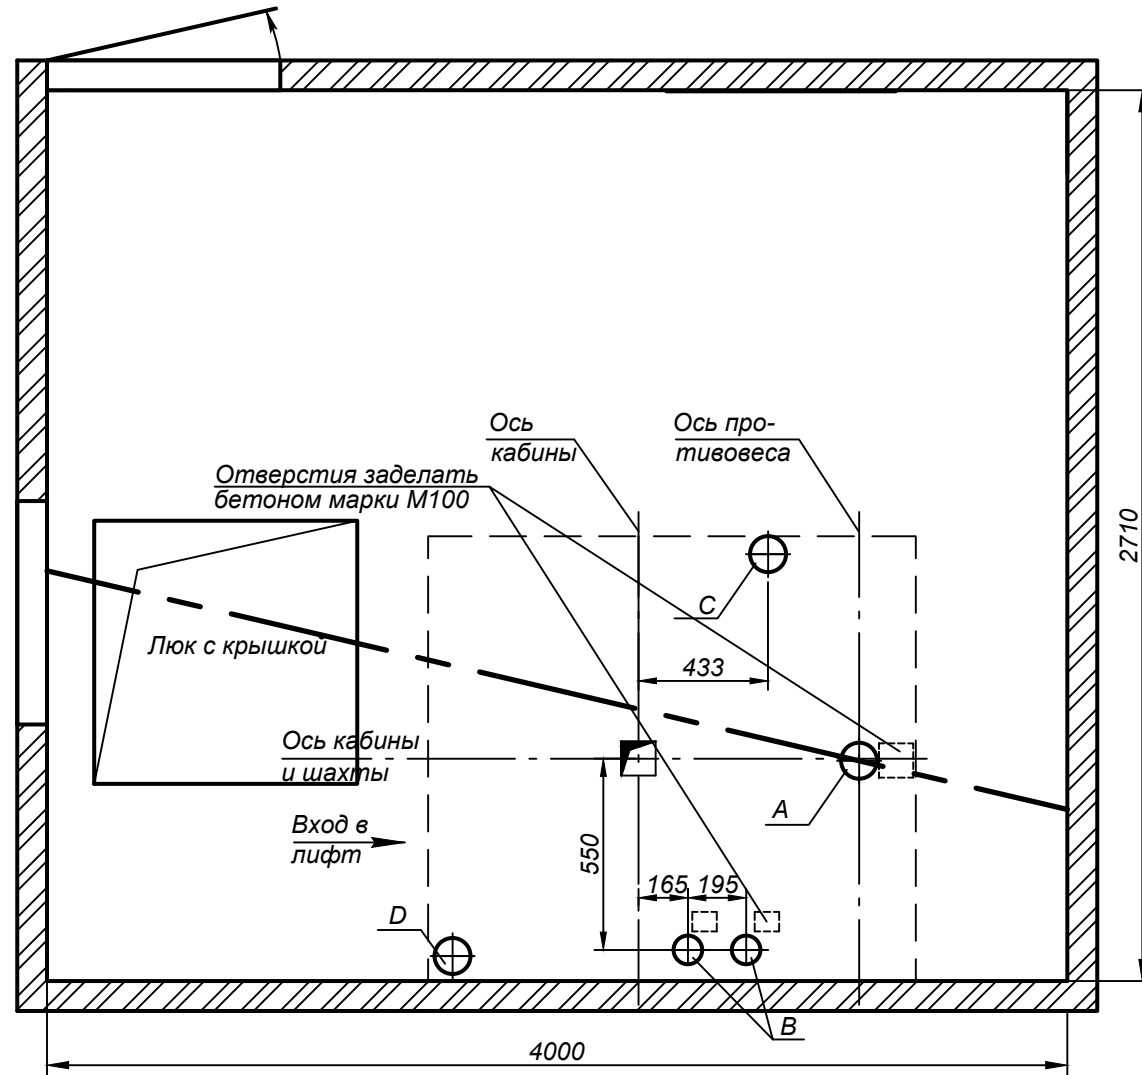 Ось
кабины
Ось про-
тивовеса
Отверстия заделать
бетоном марки М100
2710
C
Люк с крышкой
433
Ось кабины
и шахты
A
Вход в
лифт
550
165
195
D
B
4000